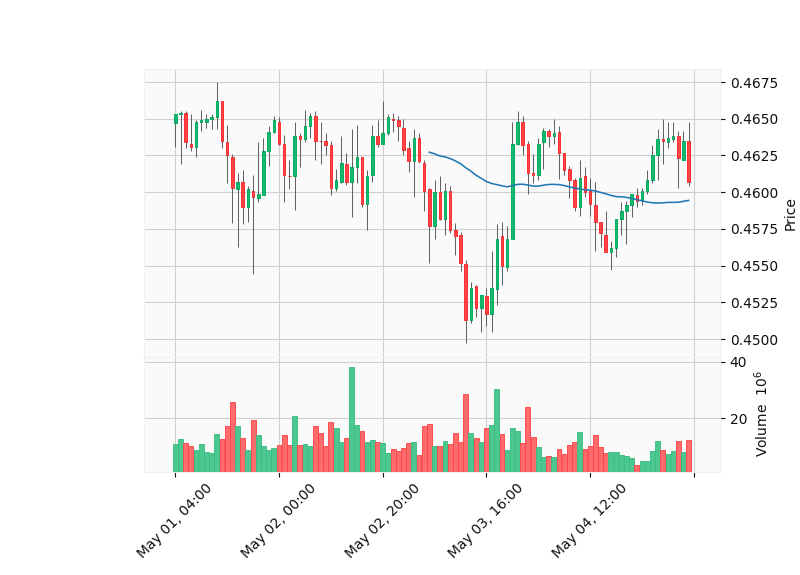 0.4675
0.4650
0.4625
0.4600
0.4575
0.4550
0.4525
0.4500
Price
40
20
Volume 10⁶
May 01, 04:00
May 02, 00:00
May 02, 20:00
May 03, 16:00
May 04, 12:00